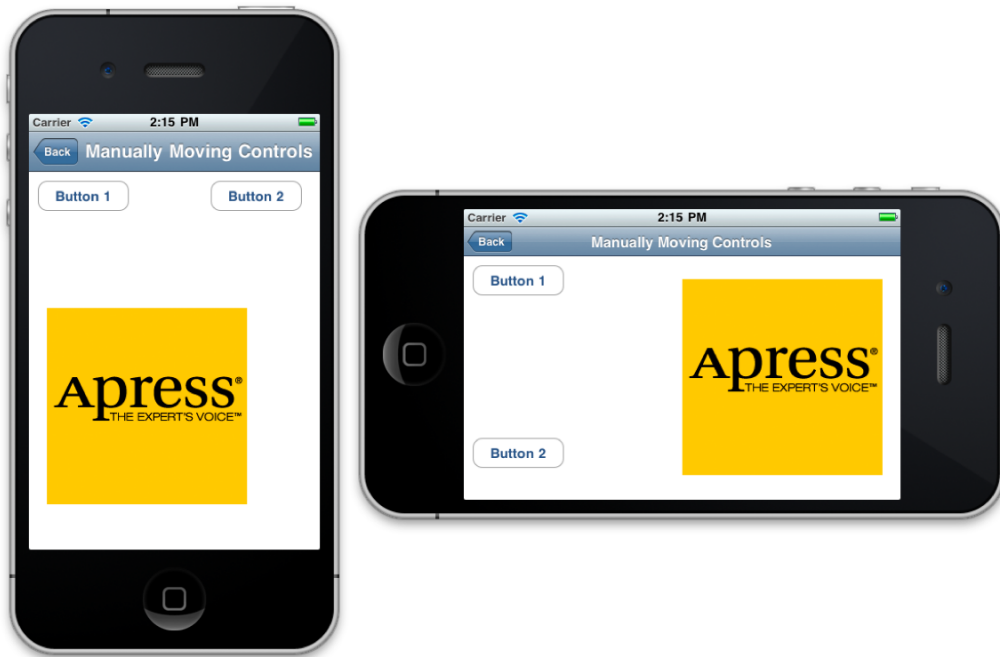 Carrier 2:15 PM
Back Manually Moving Controls
Button 1 Button 2
Apress®
THE EXPERT'S VOICE™
Carrier 2:15 PM
Back Manually Moving Controls
Button 1
Apress®
THE EXPERT'S VOICE™
Button 2